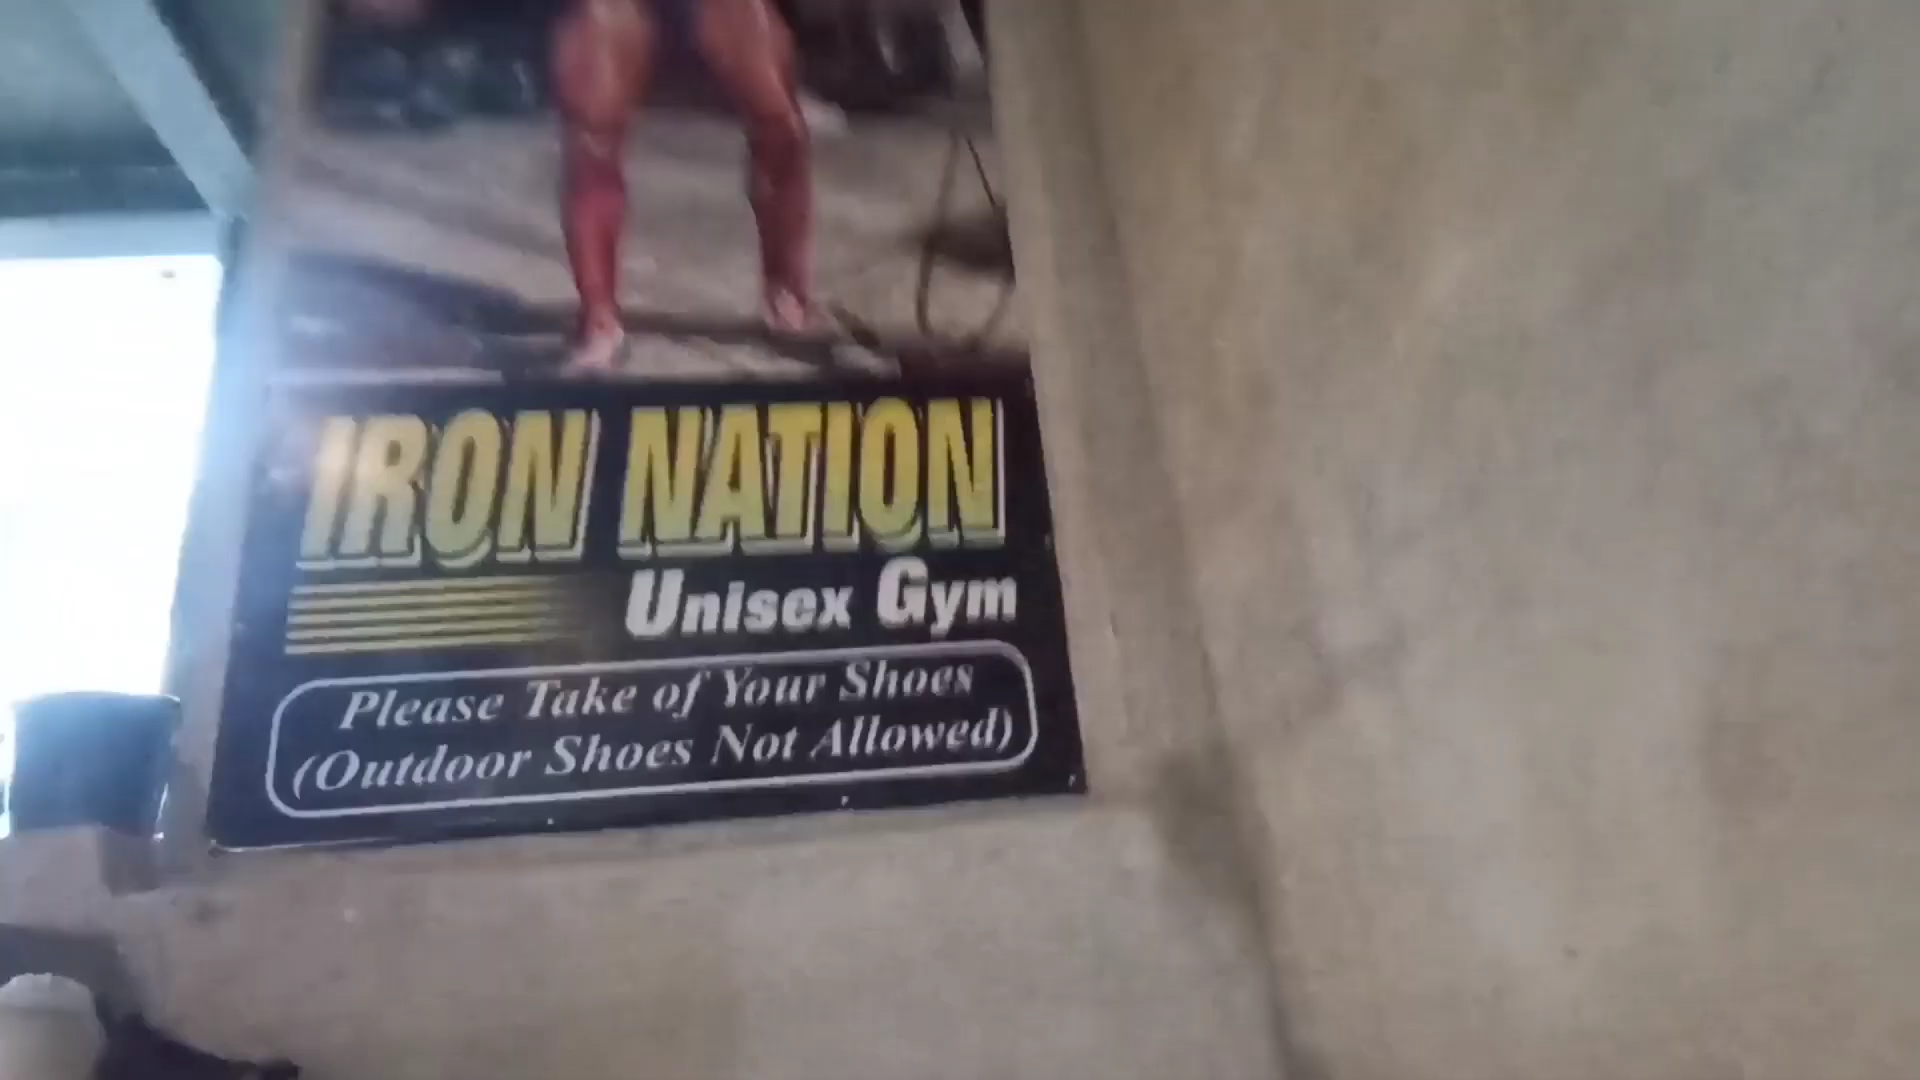 IRON NATION
Unisex Gym
Please Take of Your Shoes
(Outdoor Shoes Not Allowed)